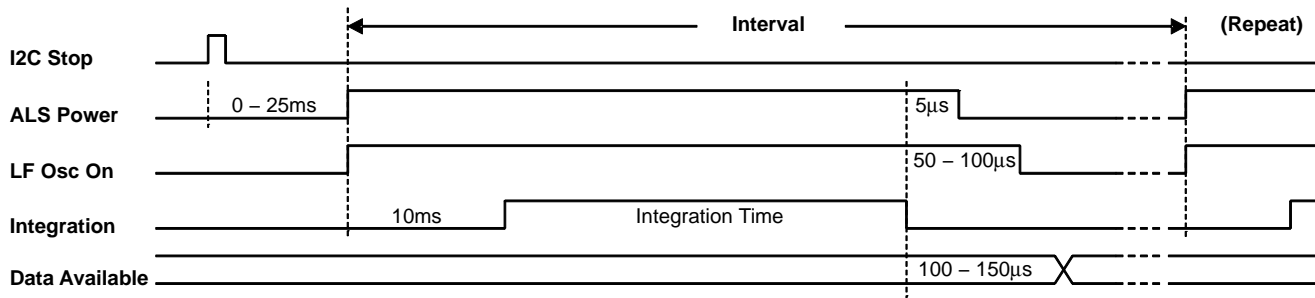 Interval
(Repeat)
I2C Stop
0 – 25ms
5μs
ALS Power
50 – 100μs
LF Osc On
10ms
Integration Time
Integration
100 – 150μs
Data Available